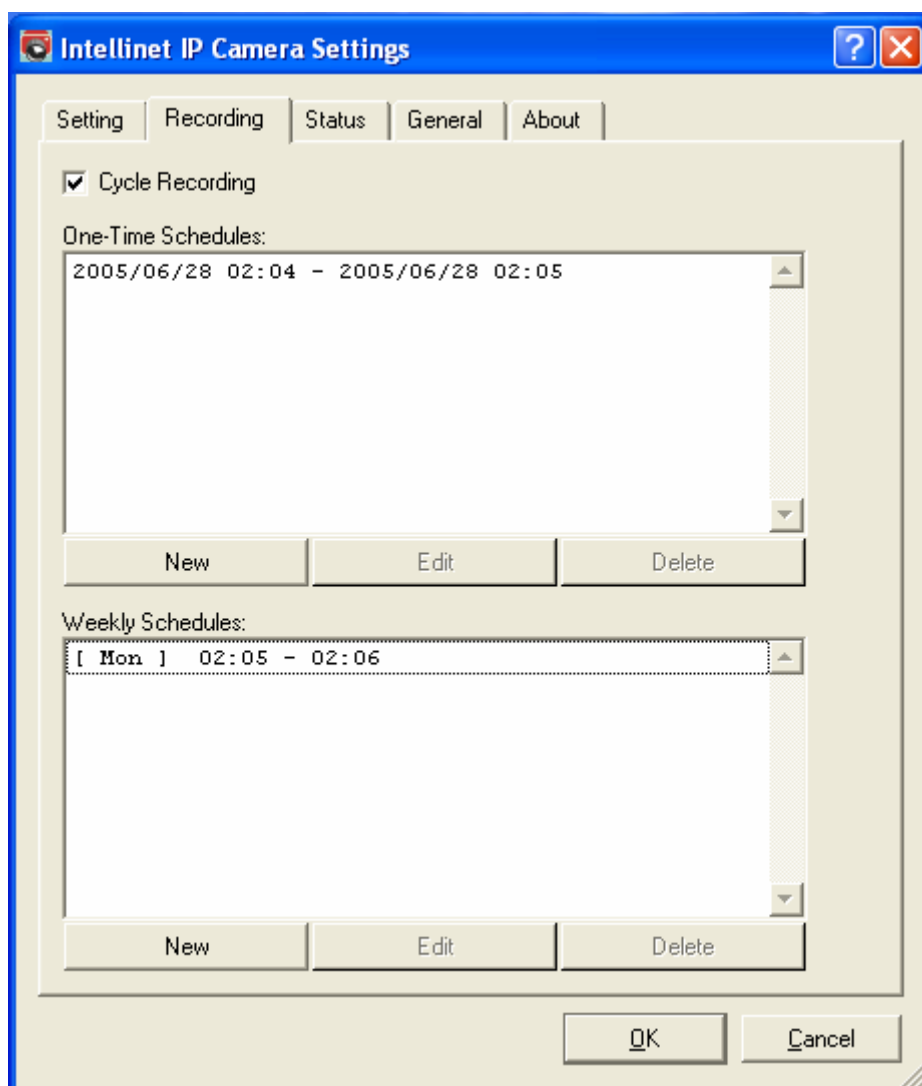 Intellinet IP Camera Settings
Setting Recording Status General About
Cycle Recording
One-Time Schedules:
2005/06/28 02:04 - 2005/06/28 02:05
New Edit Delete
Weekly Schedules:
[ Mon ] 02:05 - 02:06
New Edit Delete
OK Cancel